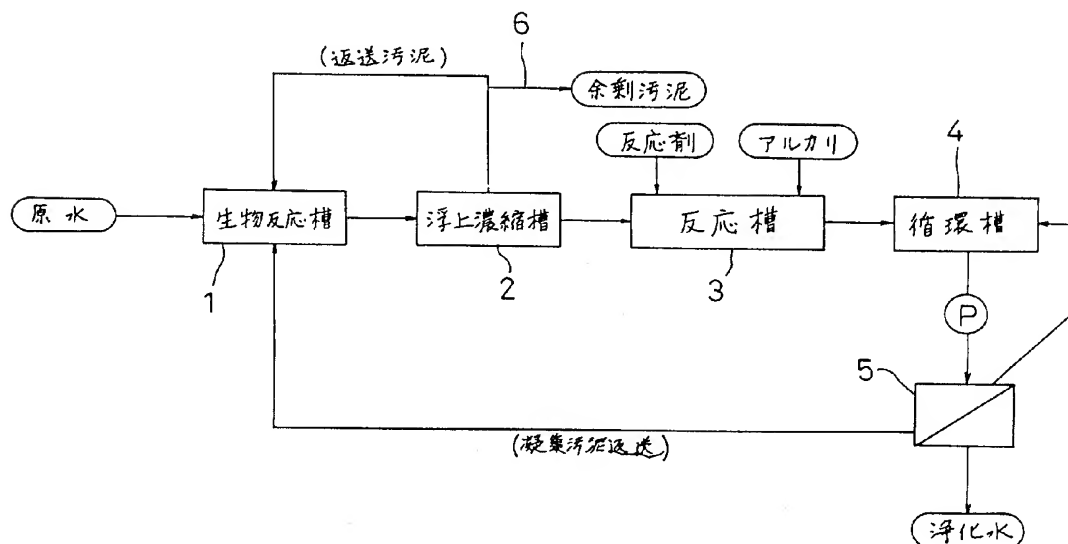 6
(返送汚泥)
余剰汚泥
反応剤
アルカリ
4
原水
生物反応槽
浮上濃縮槽
反応槽
循環槽
1
2
3
P
5
(凝集汚泥返送)
浄化水